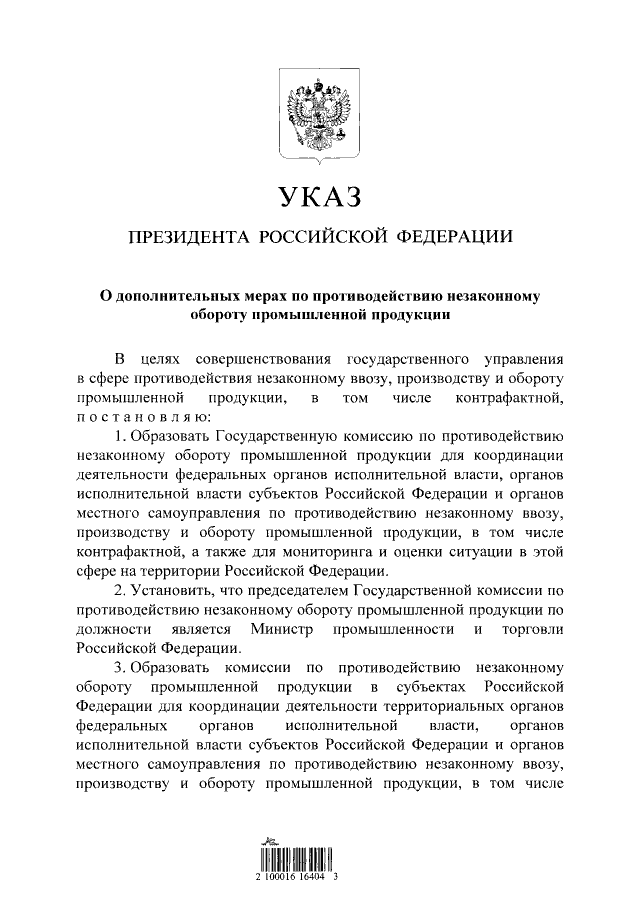 УКАЗ
ПРЕЗИДЕНТА РОССИЙСКОЙ ФЕДЕРАЦИИ
О дополнительных мерах по противодействию незаконному
обороту промышленной продукции
В целях совершенствования государственного управления
в сфере противодействия незаконному ввозу, производству и обороту
промышленной продукции, в том числе контрафактной,
п о с т а н о в л я ю:
1. Образовать Государственную комиссию по противодействию
незаконному обороту промышленной продукции для координации
деятельности федеральных органов исполнительной власти, органов
исполнительной власти субъектов Российской Федерации и органов
местного самоуправления по противодействию незаконному ввозу,
производству и обороту промышленной продукции, в том числе
контрафактной, а также для мониторинга и оценки ситуации в этой
сфере на территории Российской Федерации.
2. Установить, что председателем Государственной комиссии по
противодействию незаконному обороту промышленной продукции по
должности является Министр промышленности и торговли
Российской Федерации.
3. Образовать комиссии по противодействию незаконному
обороту промышленной продукции в субъектах Российской
Федерации для координации деятельности территориальных органов
федеральных органов исполнительной власти, органов
исполнительной власти субъектов Российской Федерации и органов
местного самоуправления по противодействию незаконному ввозу,
производству и обороту промышленной продукции, в том числе
2 100016 16404 3